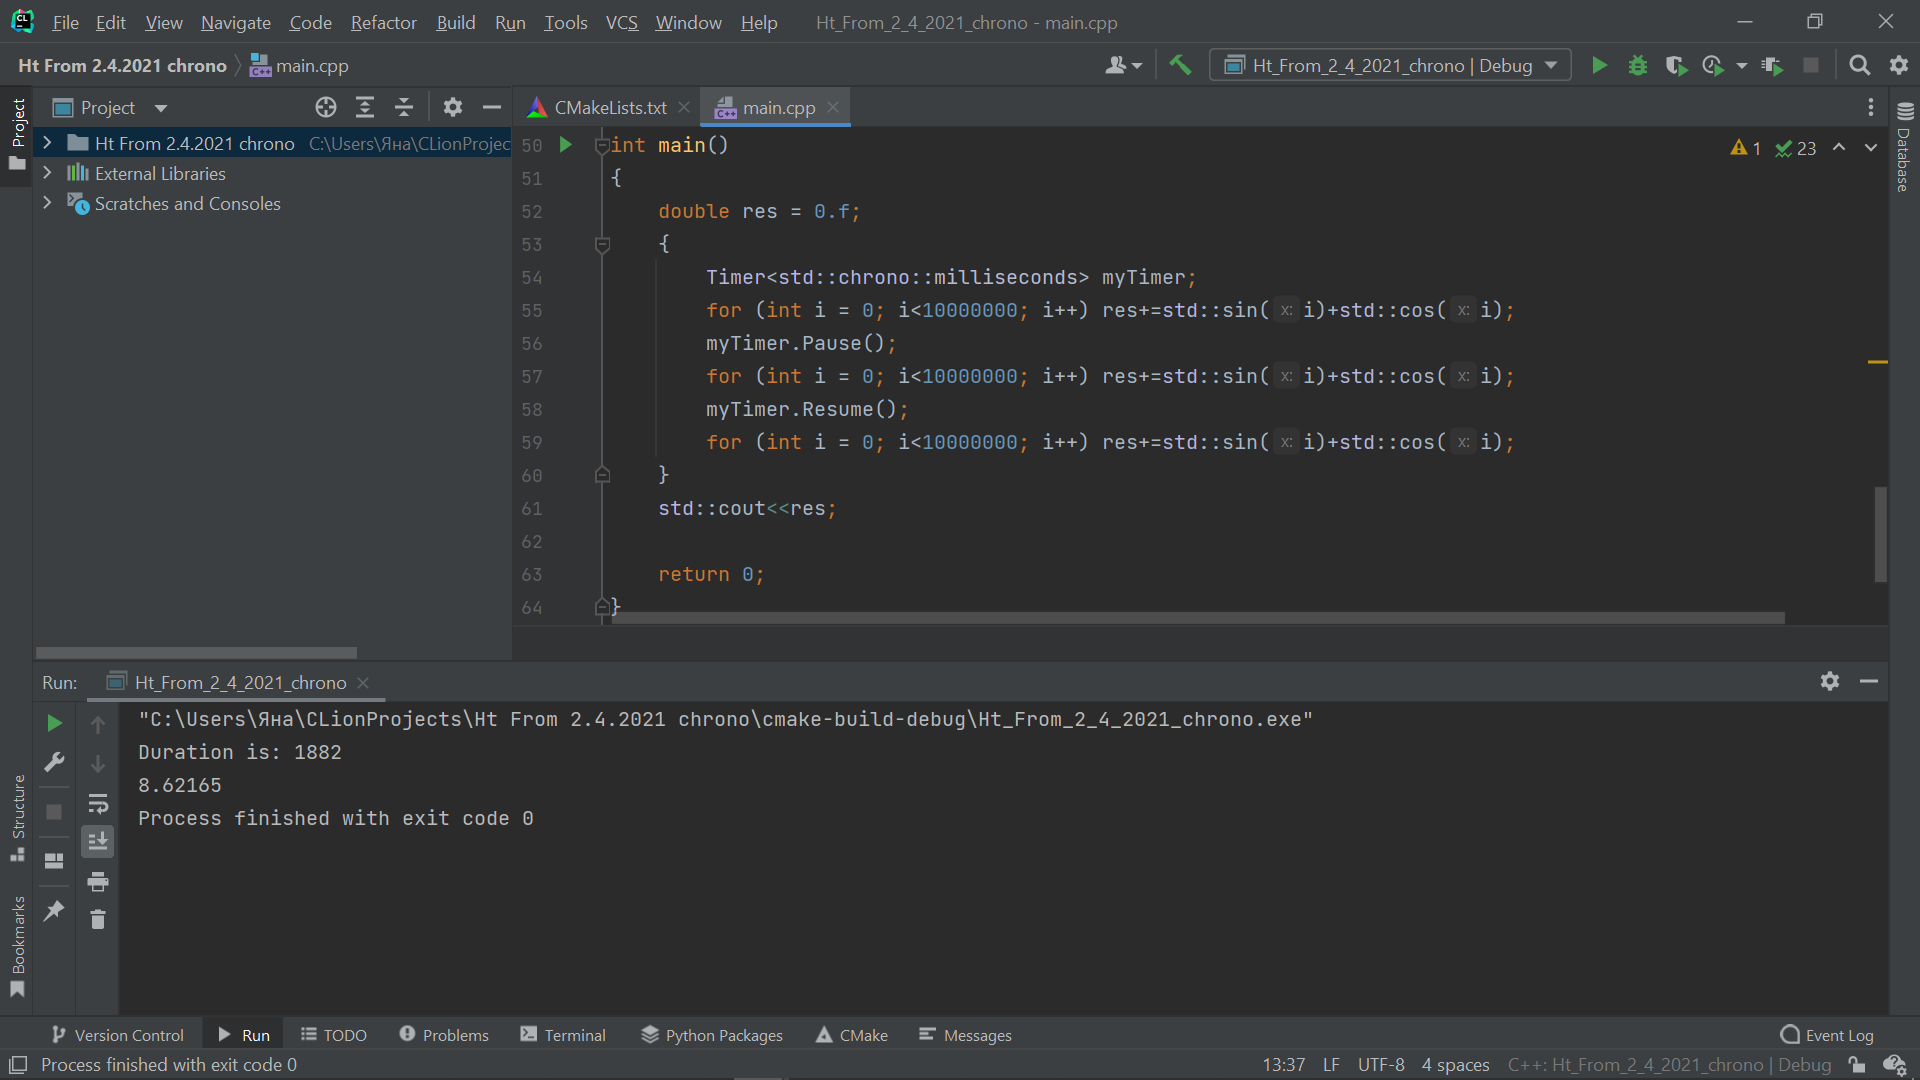 File Edit View Navigate Code Refactor Build Run Tools VCS Window Help Ht_From_2_4_2021_chrono - main.cpp
Ht From 2.4.2021 chrono main.cpp Ht_From_2_4_2021_chrono | Debug
Project
Project
CMakeLists.txt
main.cpp
Database
Ht From 2.4.2021 chrono C:\Users\Яна\CLionProjec
External Libraries
Scratches and Consoles
1 23
50 int main()
51 {
52 double res = 0.f;
53 {
54 Timer<std::chrono::milliseconds> myTimer;
55 for (int i = 0; i<10000000; i++) res+=std::sin( x: i)+std::cos( x: i);
56 myTimer.Pause();
57 for (int i = 0; i<10000000; i++) res+=std::sin( x: i)+std::cos( x: i);
58 myTimer.Resume();
59 for (int i = 0; i<10000000; i++) res+=std::sin( x: i)+std::cos( x: i);
60 }
61 std::cout<<res;
62
63 return 0;
64 }
Run: Ht_From_2_4_2021_chrono
"C:\Users\Яна\CLionProjects\Ht From 2.4.2021 chrono\cmake-build-debug\Ht_From_2_4_2021_chrono.exe"
Duration is: 1882
8.62165
Process finished with exit code 0
Structure
Bookmarks
Version Control Run TODO Problems Terminal Python Packages CMake Messages Event Log
Process finished with exit code 0 13:37 LF UTF-8 4 spaces C++: Ht_From_2_4_2021_chrono | Debug